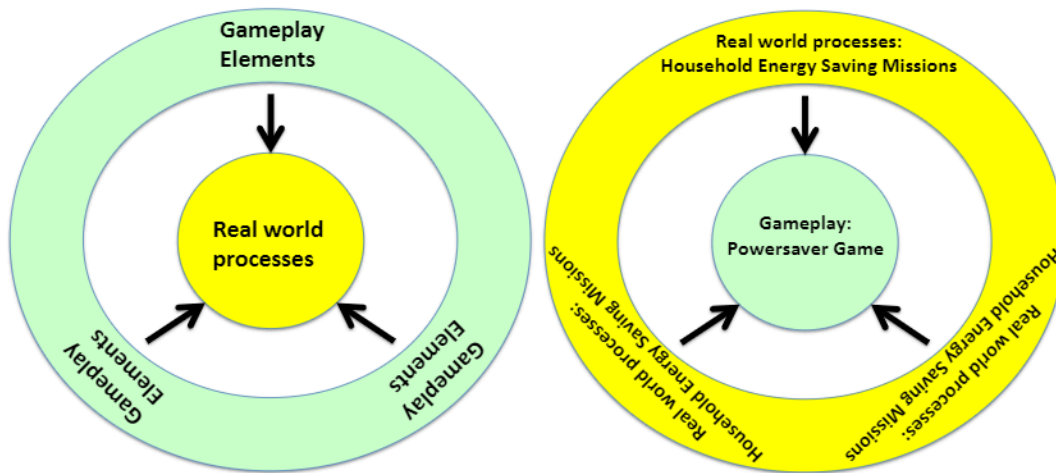 Gameplay
Elements
Real world
processes
Gameplay
Elements
Gameplay
Elements
Real world processes:
Household Energy Saving Missions
Gameplay:
Powersaver Game
Real world processes:
Household Energy Saving Missions
Real world processes:
Household Energy Saving Missions